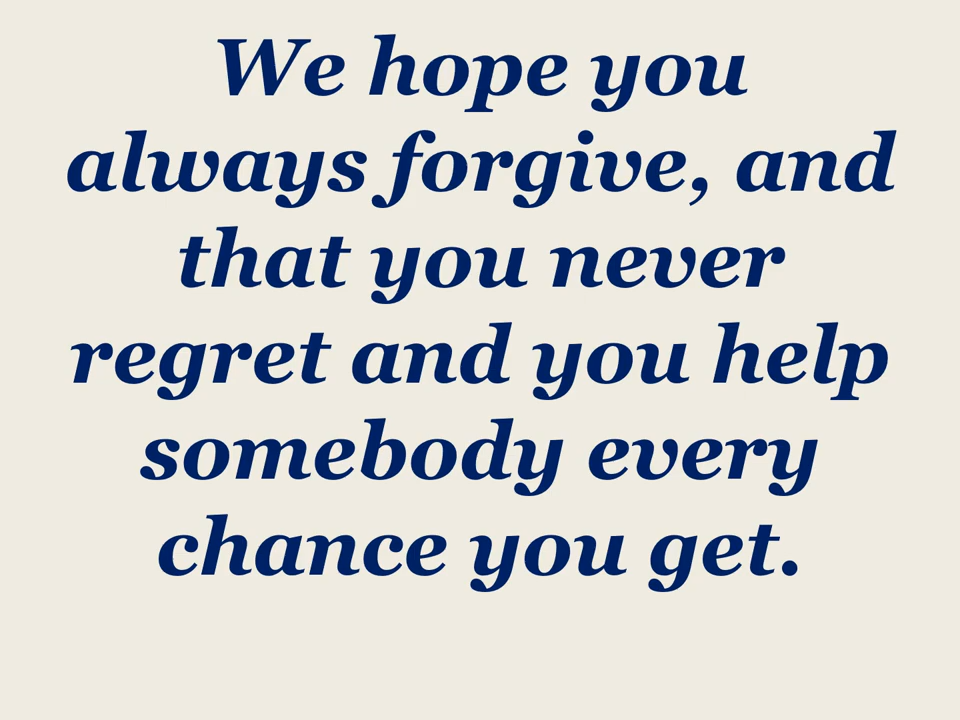 We hope you
always forgive, and
that you never
regret and you help
somebody every
chance you get.